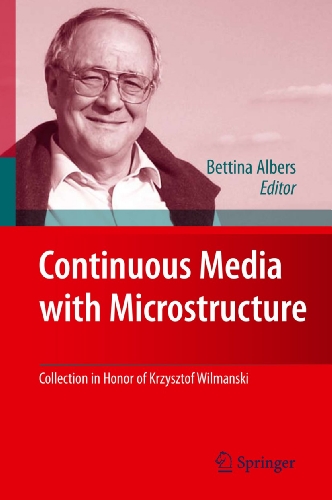 Bettina Albers
Editor
Continuous Media
with Microstructure
Collection in Honor of Krzysztof Wilmanski
Springer